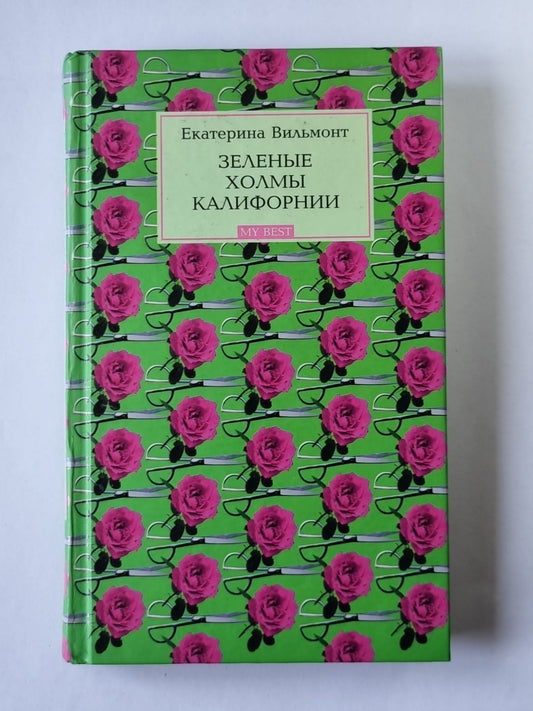 Екатерина Вильмонт
ЗЕЛЕНЫЕ
ХОЛМЫ
КАЛИФОРНИИ
MY BEST